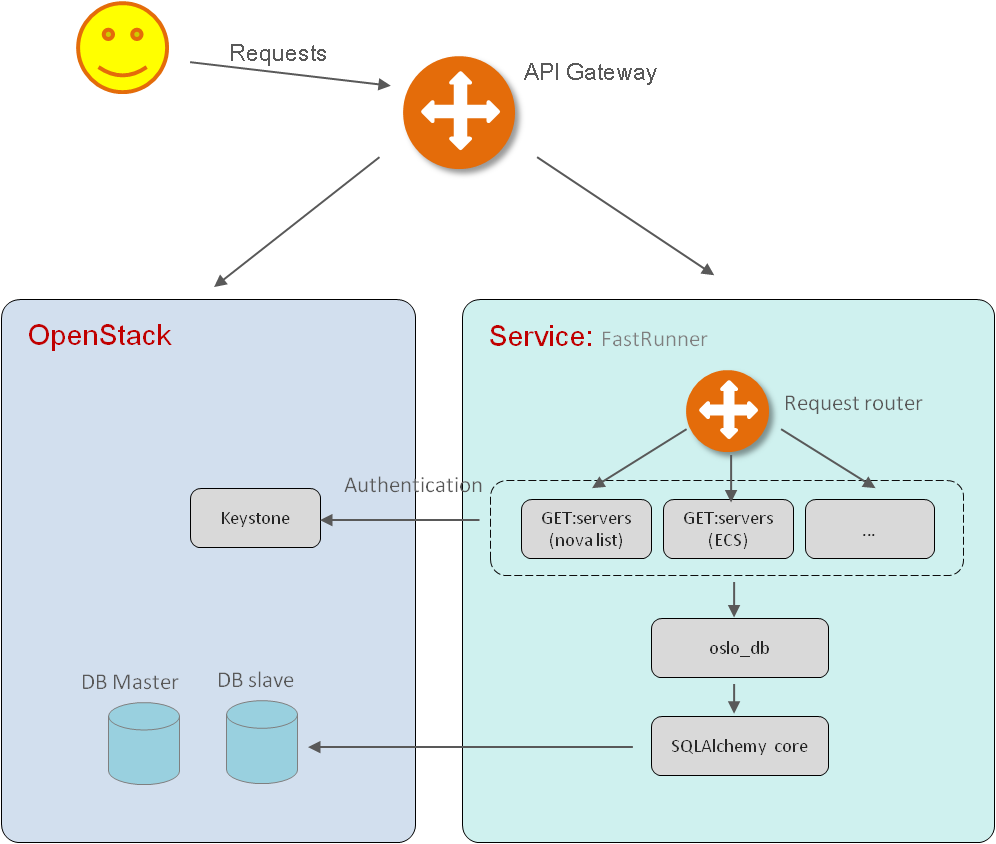 Requests
API Gateway
OpenStack
Service: FastRunner
Request router
Authentication
Keystone
GET:servers
(nova list)
GET:servers
(ECS)
...
oslo_db
DB Master
DB slave
SQLAlchemy core